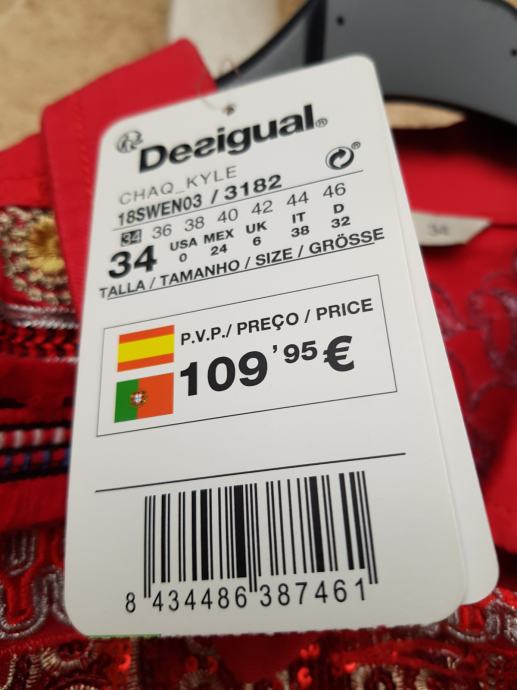 Desigual®
CHAQ_KYLE
18SWEN03 / 3182
34 36 38 40 42 44 46
34 USA MEX UK IT D
0 24 6 38 32
TALLA / TAMANHO / SIZE / GRÖSSE
P.V.P./ PREÇO / PRICE
109'95€
8 434486 387461
34